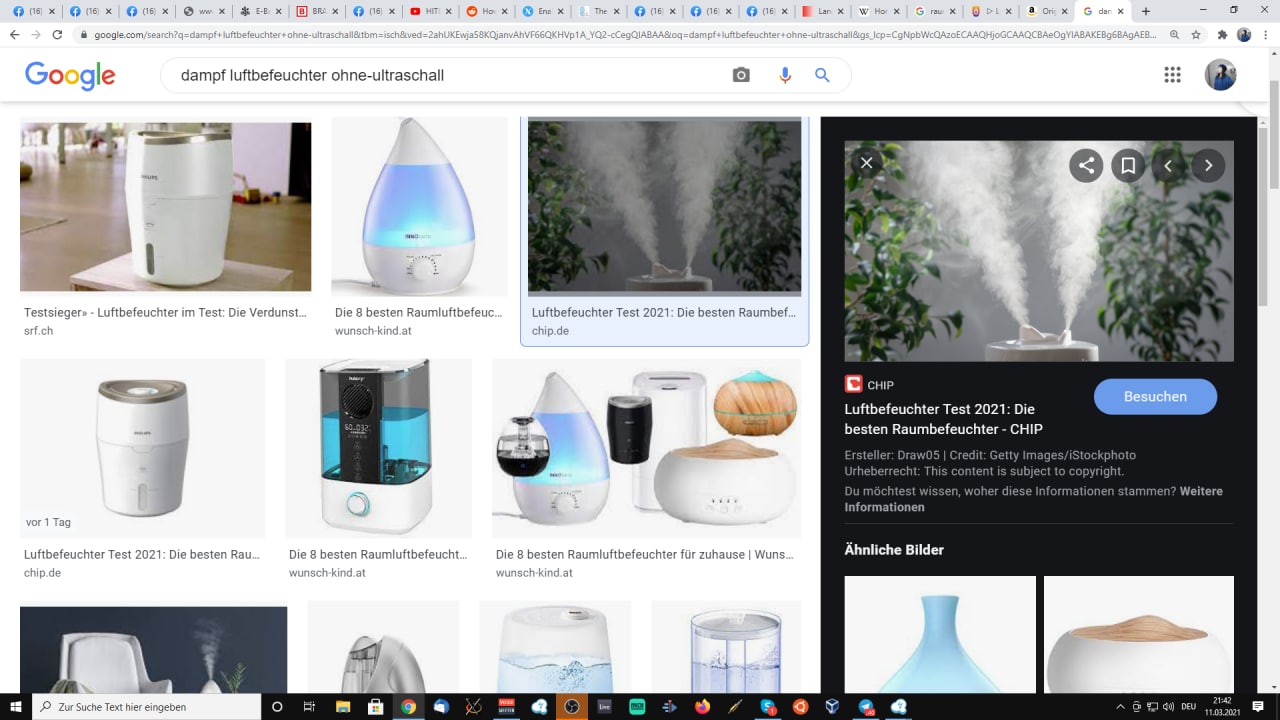 (16)
dampf
E-B
BRA
(16)
(16)
(16)
hum
N Ena
The
(16)
(16)
(16)
Lan
Wa
grad
L
Orig
G dam
google.com/search?q=dampf+luftbefeuchter+ohne-ultraschall&tbm=isch&ved=2ahUKEwja58KQjanvAhVF66QKHVp1A_YQ2-cCegQIABAA&oq=dampf+luftbefeuchter+ohne-ultraschall&gs_lcp=CgNpbWcQAzoECAAQHjoGCAAQCBAeOgYIABAKEBg6BAgAEB...
Google
dampf luftbefeuchter ohne-ultraschall
PHILIPS
Testsieger» - Luftbefeuchter im Test: Die Verdunst...
srf.ch
Die 8 besten Raumluftbefeuc...
wunsch-kind.at
Luftbefeuchter Test 2021: Die besten Raumbef...
chip.de
vor 1 Tag
Luftbefeuchter Test 2021: Die besten Rau...
chip.de
Die 8 besten Raumluftbefeucht...
wunsch-kind.at
Die 8 besten Raumluftbefeuchter für zuhause | Wuns...
wunsch-kind.at
CHIP
Besuchen
Luftbefeuchter Test 2021: Die
besten Raumbefeuchter - CHIP
Ersteller: Draw05 | Credit: Getty Images/iStockphoto
Urheberrecht: This content is subject to copyright.
Du möchtest wissen, woher diese Informationen stammen? Weitere
Informationen
Ähnliche Bilder
Zur Suche Text hier eingeben
DEU
21:42
11.03.2021